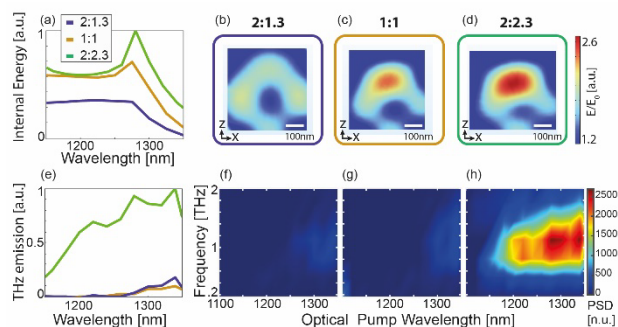 (a)
2:1.3
1:1
2:2.3
Internal Energy [a.u.]
1
0
1200
1300
Wavelength [nm]
(b)
2:1.3
Z
X
100nm
(c)
1:1
Z
X
100nm
(d)
2:2.3
Z
X
100nm
2.6
E/E0 [a.u.]
1.2
(e)
THz emission [a.u.]
1
0.5
0
1200
1300
Wavelength [nm]
(f)
(g)
(h)
Frequency [THz]
2
1
.2
1100
1200
1300
1200
1300
1200
1300
Optical Pump Wavelength [nm]
2500
2000
1500
1000
500
0
PSD
[n.u.]